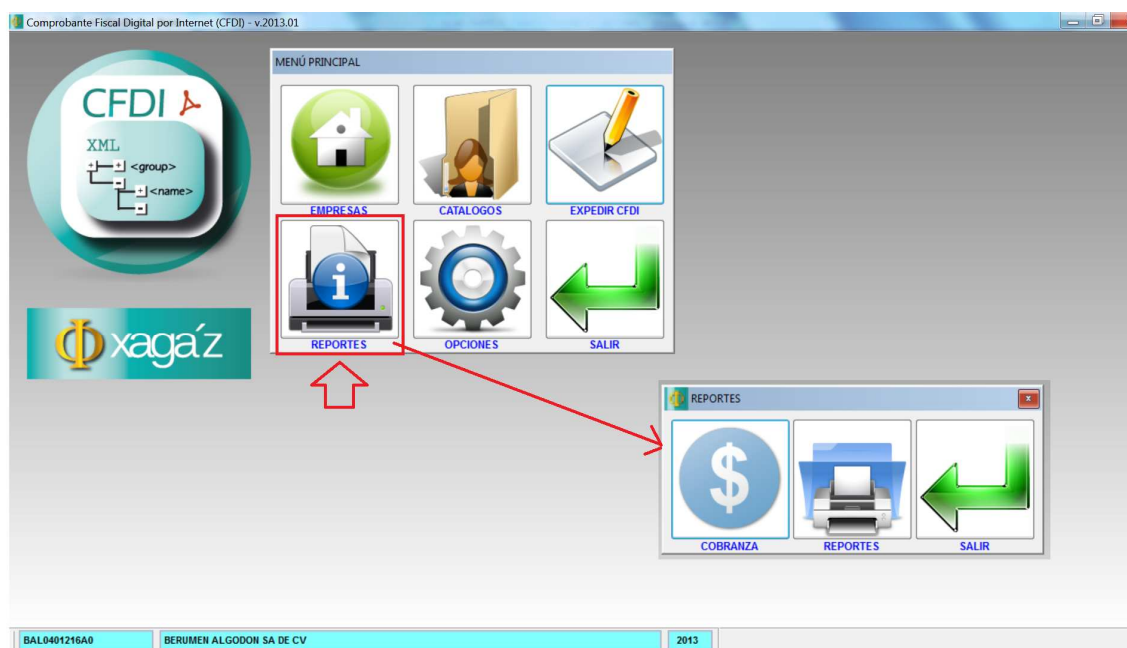 Comprobante Fiscal Digital por Internet (CFDI) - v.2013.01
CFDI
XML
<group>
<name>
xagáz
MENÚ PRINCIPAL
EMPRESAS
CATALOGOS
EXPEDIR CFDI
REPORTES
OPCIONES
SALIR
REPORTES
COBRANZA
REPORTES
SALIR
BAL0401216A0
BERUMEN ALGODON SA DE CV
2013